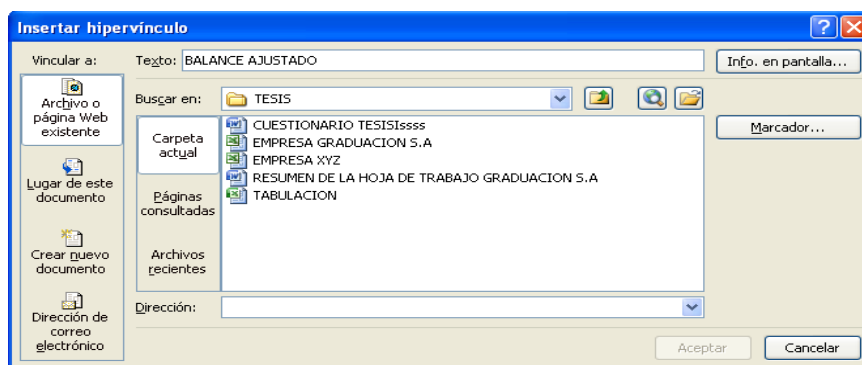 Insertar hipervínculo
Vincular a:
Texto: BALANCE AJUSTADO
Info. en pantalla...
Archivo o
página Web
existente
Buscar en: TESIS
Carpeta
actual
CUESTIONARIO TESISIssss
EMPRESA GRADUACION S.A
EMPRESA XYZ
RESUMEN DE LA HOJA DE TRABAJO GRADUACION S.A
TABULACION
Marcador...
Lugar de este
documento
Páginas
consultadas
Crear nuevo
documento
Archivos
recientes
Dirección de
correo
electrónico
Dirección:
Aceptar
Cancelar